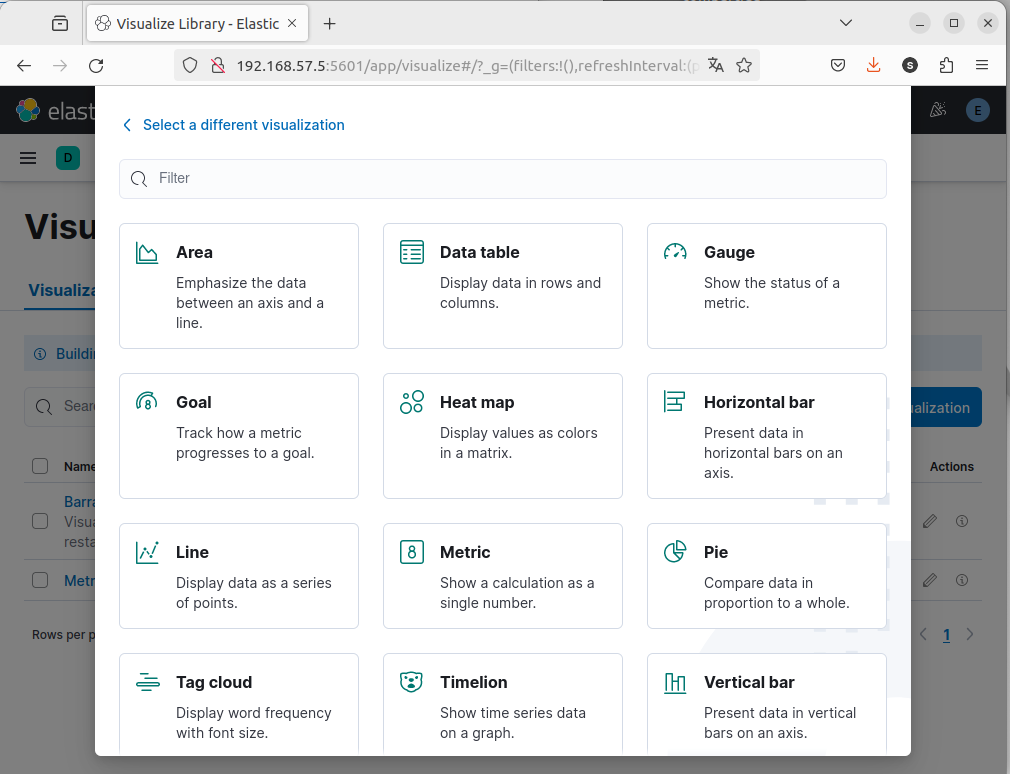 Visualize Library - Elastic
192.168.57.5:5601/app/visualize#/?_g=(filters:!(),refreshInterval:(p
S
elast
E
D
Select a different visualization
Filter
Visu
Visualiza
Area
Emphasize the data
between an axis and a
line.
Data table
Display data in rows and
columns.
Gauge
Show the status of a
metric.
Buildin
Sear
alization
Goal
Track how a metric
progresses to a goal.
Heat map
Display values as colors
in a matrix.
Horizontal bar
Present data in
horizontal bars on an
axis.
Name
Actions
Barra
Visua
resta
Line
Display data as a series
of points.
8
Metric
Show a calculation as a
single number.
Pie
Compare data in
proportion to a whole.
Metr
Rows per p
1
Tag cloud
Display word frequency
with font size.
Timelion
Show time series data
on a graph.
Vertical bar
Present data in vertical
bars on an axis.